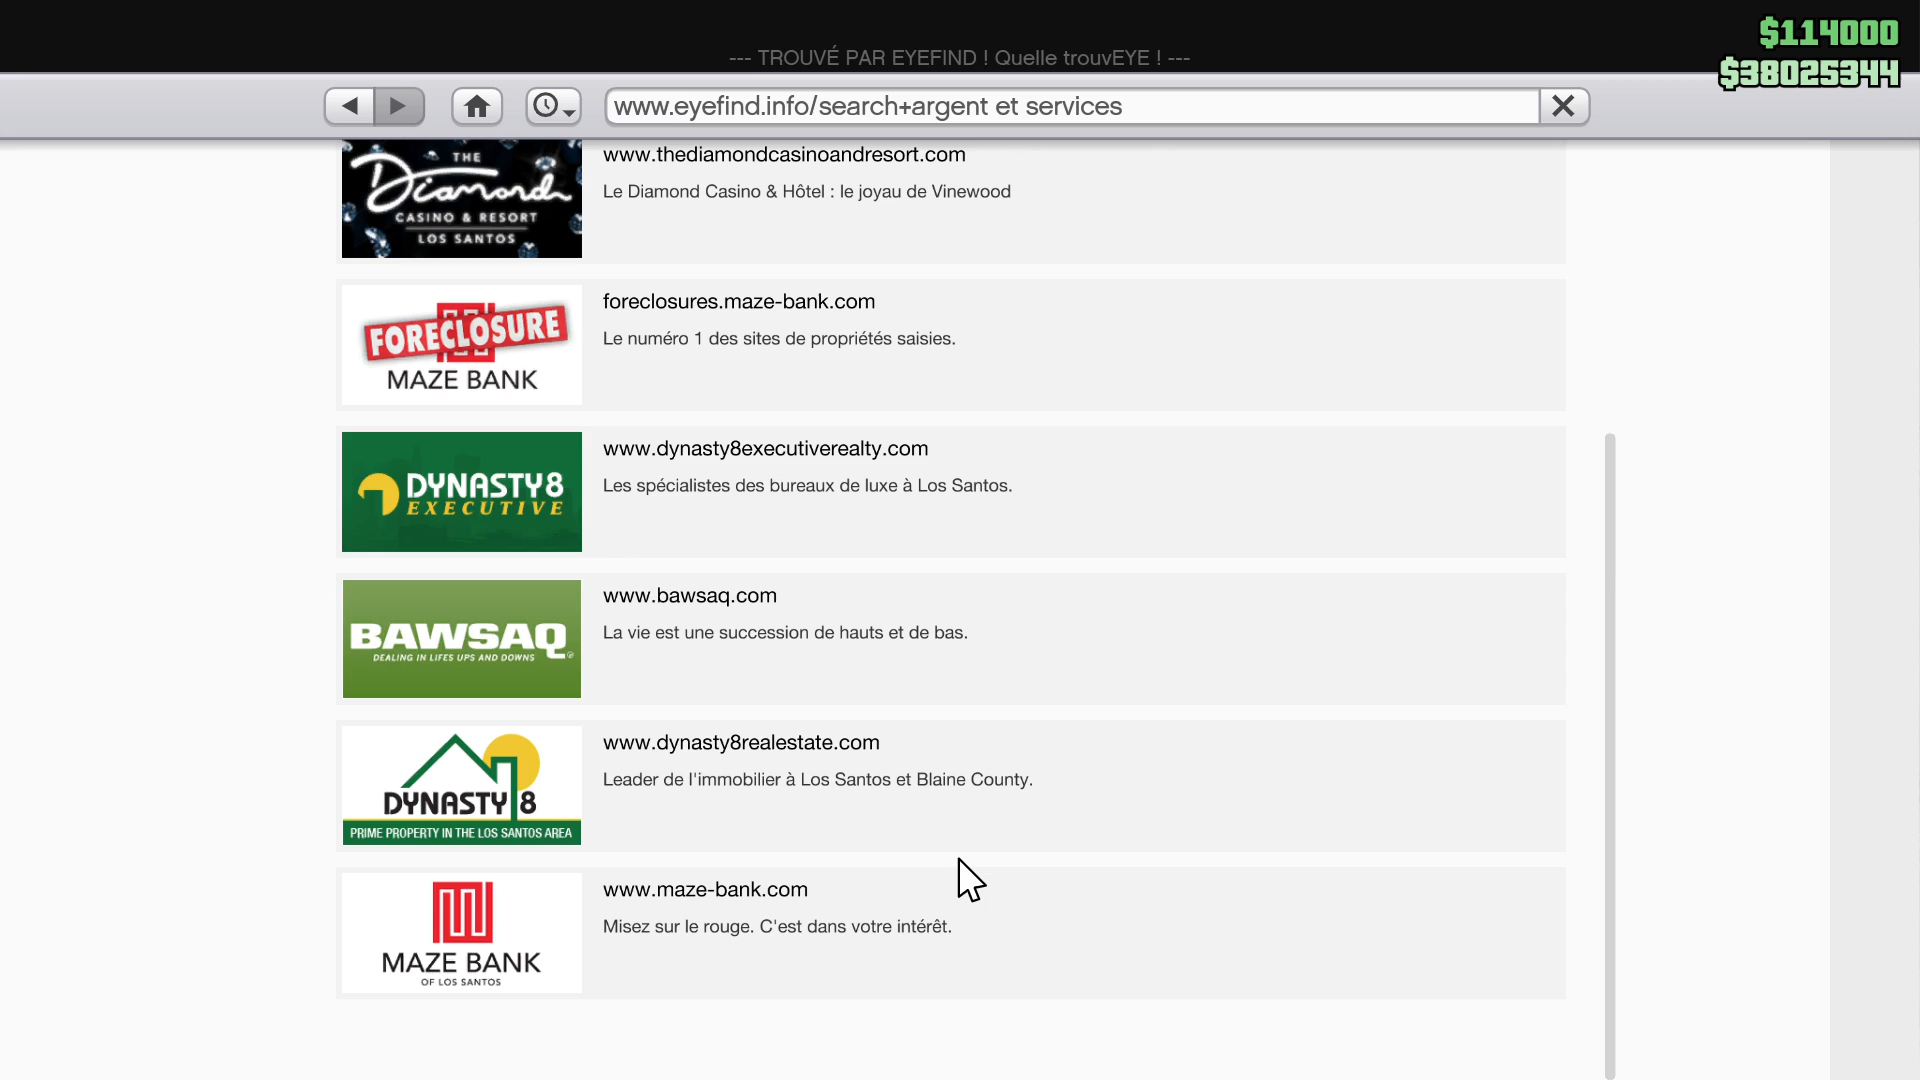 $114000
--- TROUVÉ PAR EYEFIND ! Quelle trouvEYE ! ---
$38025344
www.eyefind.info/search+argent et services
THE
Diamond
CASINO & RESORT
LOS SANTOS
www.thediamondcasinoandresort.com
Le Diamond Casino & Hôtel : le joyau de Vinewood
FORECLOSURE
MAZE BANK
foreclosures.maze-bank.com
Le numéro 1 des sites de propriétés saisies.
DYNASTY8
EXECUTIVE
www.dynasty8executiverealty.com
Les spécialistes des bureaux de luxe à Los Santos.
BAWSAQ
DEALING IN LIFES UPS AND DOWNS
www.bawsaq.com
La vie est une succession de hauts et de bas.
DYNASTY 8
PRIME PROPERTY IN THE LOS SANTOS AREA
www.dynasty8realestate.com
Leader de l'immobilier à Los Santos et Blaine County.
MAZE BANK
OF LOS SANTOS
www.maze-bank.com
Misez sur le rouge. C'est dans votre intérêt.